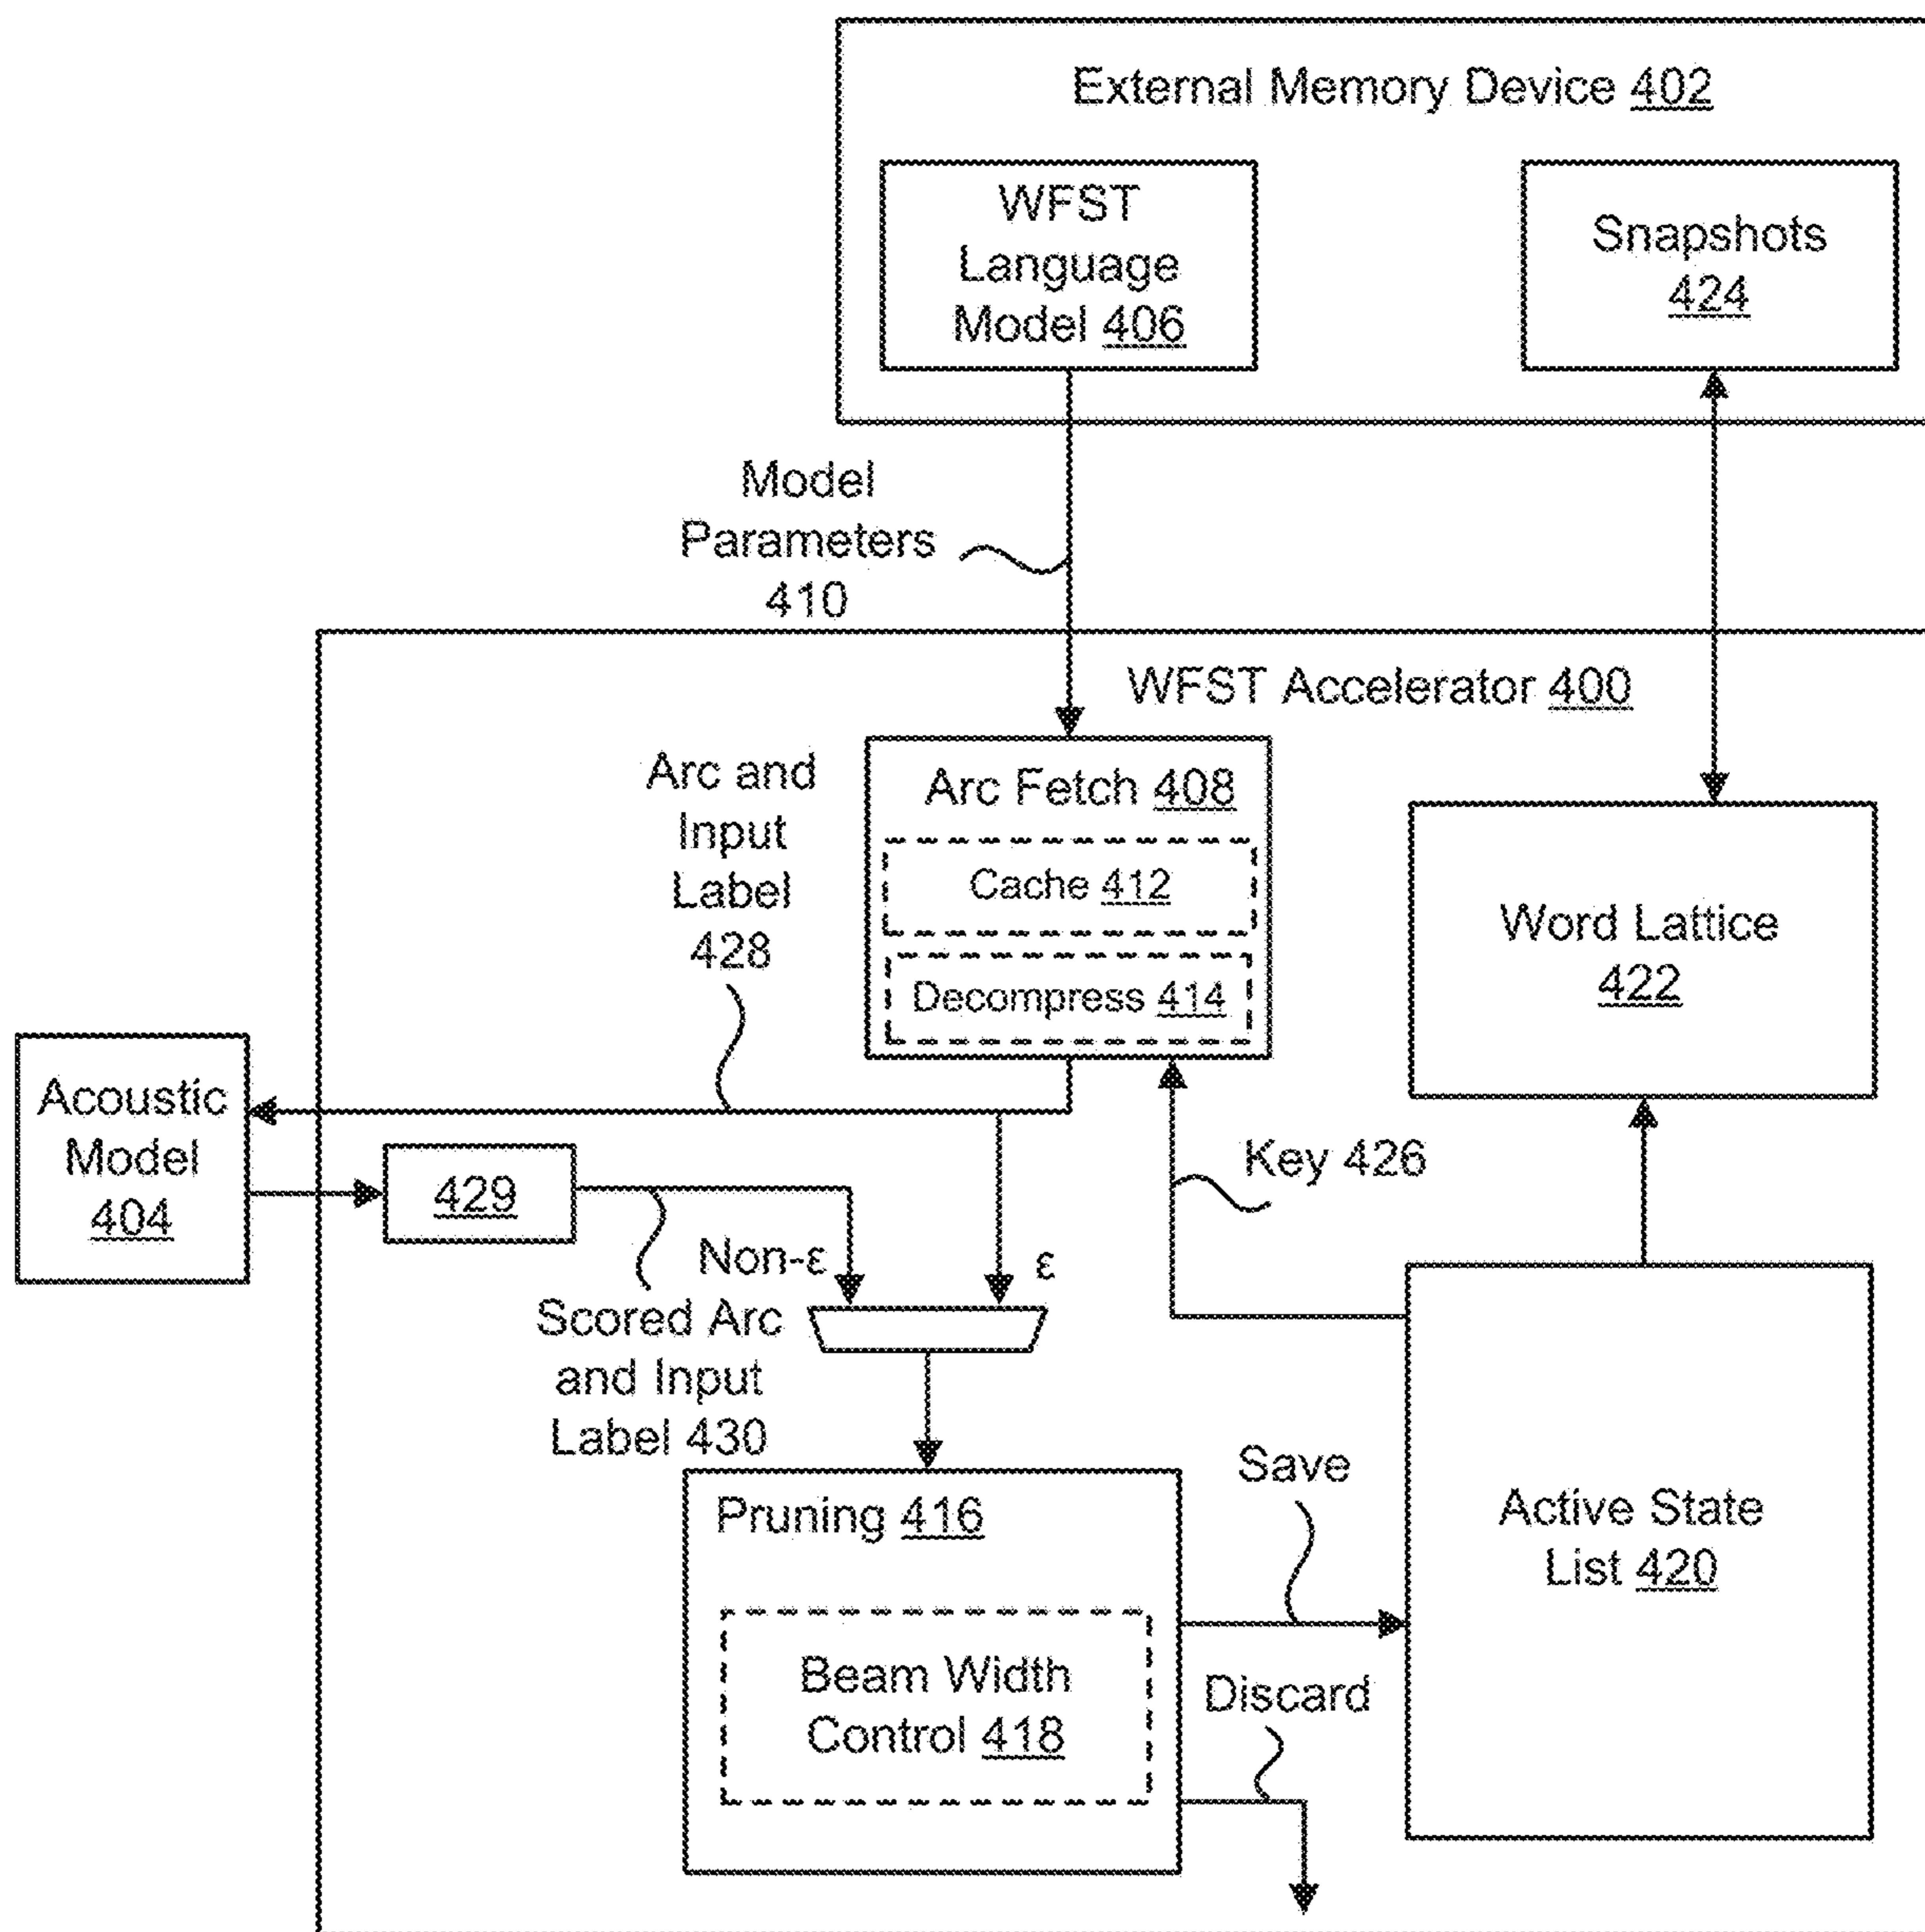 External Memory Device 402
WFST
Language
Model 406
Snapshots
424
Model
Parameters
410
WFST Accelerator 400
Arc and
Input
Label
428
Arc Fetch 408
Cache 412
Decompress 414
Word Lattice
422
Acoustic
Model
404
429
Key 426
Non-ε
ε
Scored Arc
and Input
Label 430
Pruning 416
Beam Width
Control 418
Save
Discard
Active State
List 420